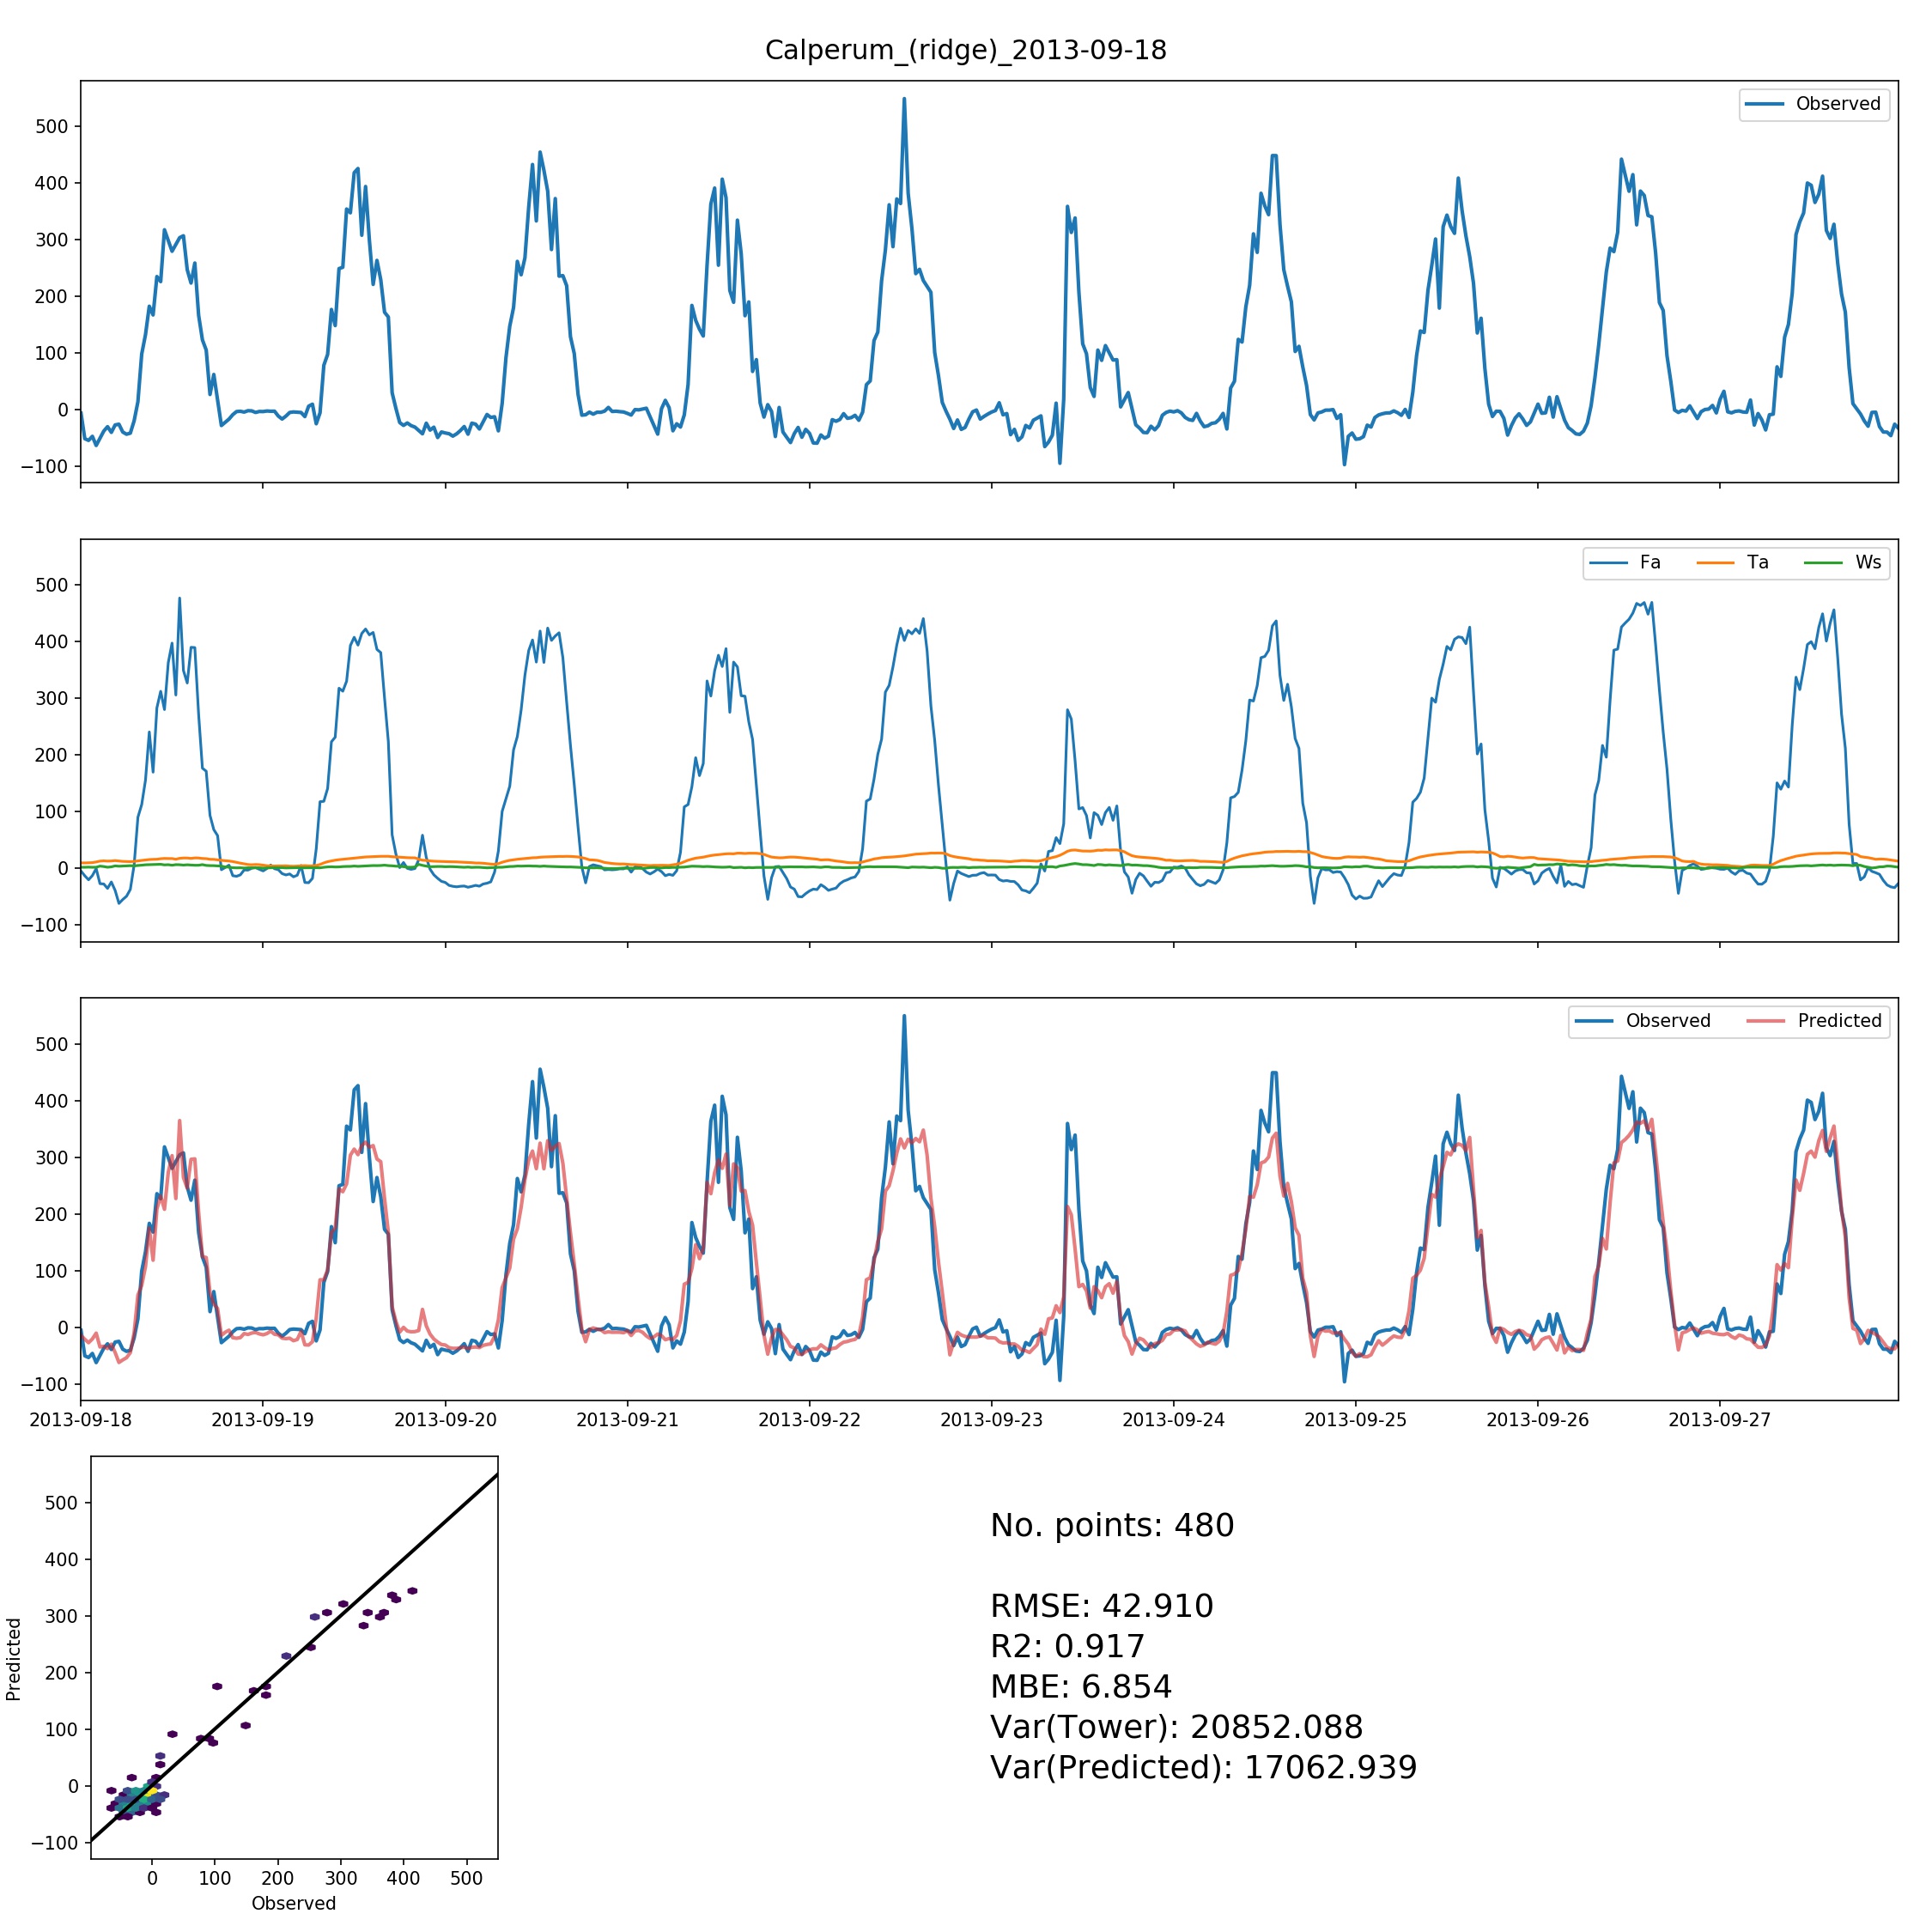 Calperum_(ridge)_2013-09-18
Observed
500
400
300
200
100
0
−100
Fa Ta Ws
500
400
300
200
100
0
−100
Observed Predicted
500
400
300
200
100
0
−100
2013-09-18 2013-09-19 2013-09-20 2013-09-21 2013-09-22 2013-09-23 2013-09-24 2013-09-25 2013-09-26 2013-09-27
Predicted
500
400
300
200
100
0
−100
0 100 200 300 400 500
Observed
No. points: 480
RMSE: 42.910
R2: 0.917
MBE: 6.854
Var(Tower): 20852.088
Var(Predicted): 17062.939